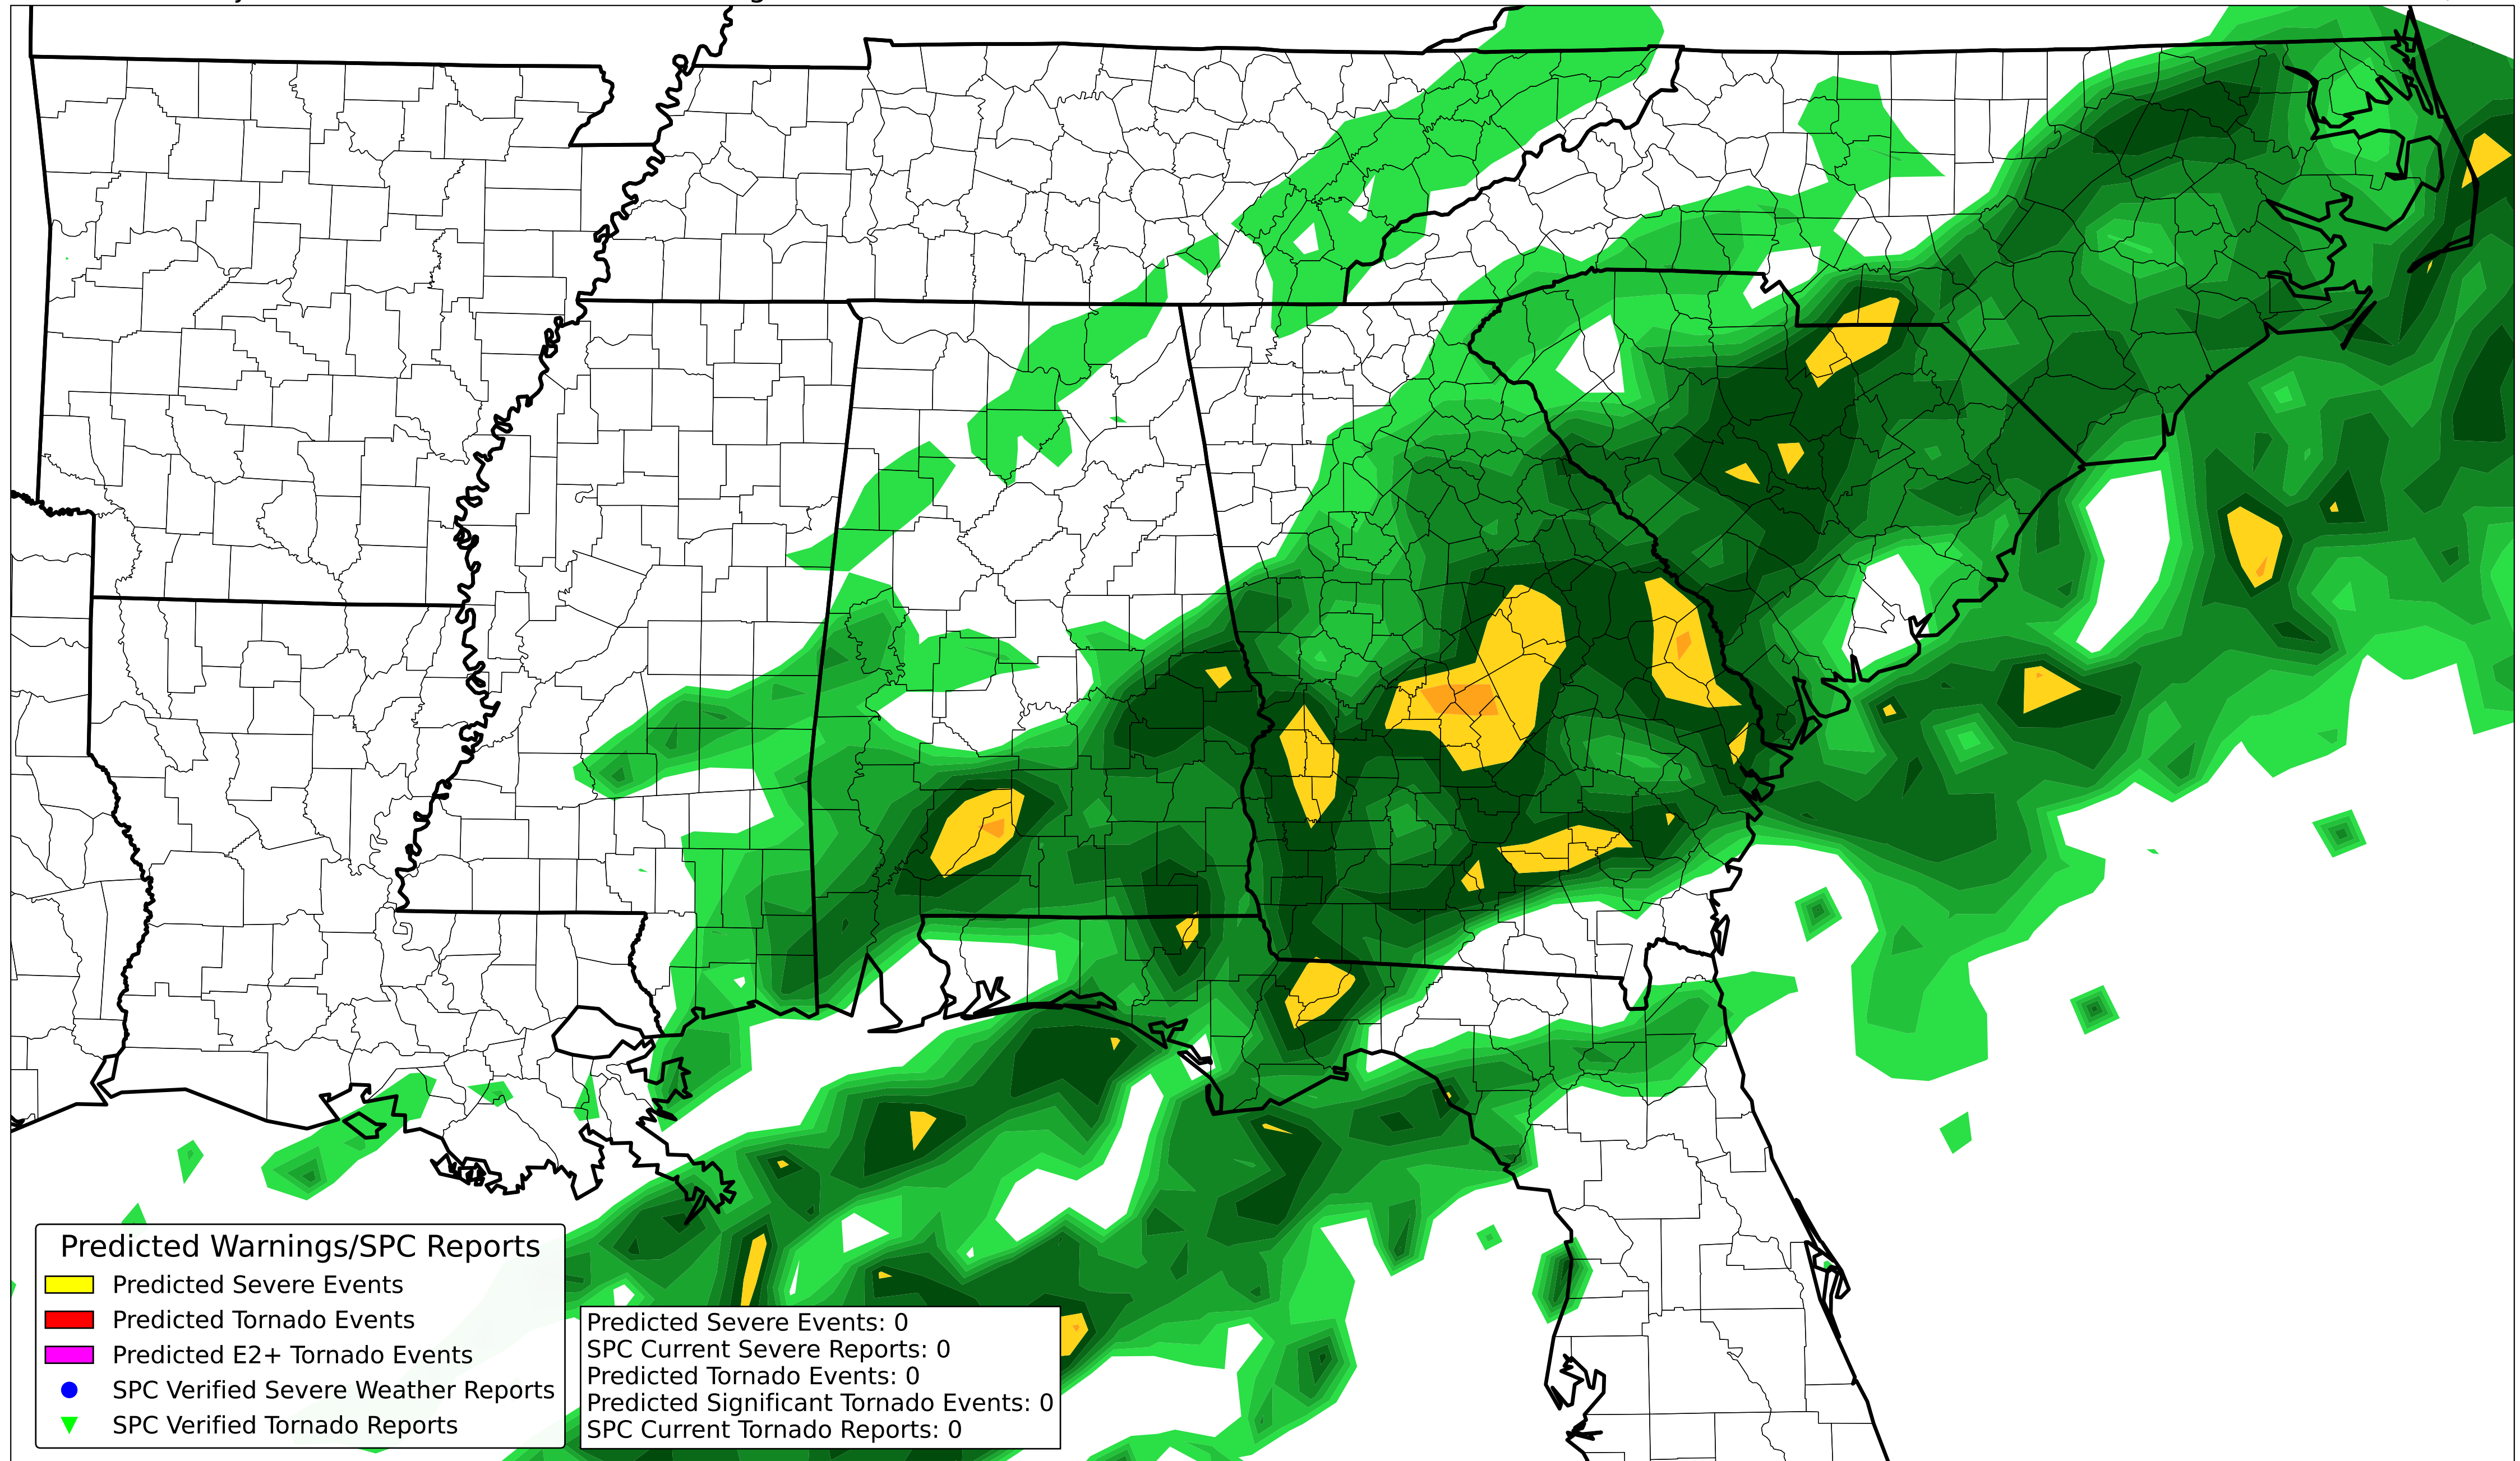 Predicted Warnings/SPC Reports
Predicted Severe Events
Predicted Tornado Events
Predicted E2+ Tornado Events
SPC Verified Severe Weather Reports
SPC Verified Tornado Reports
Predicted Severe Events: 0
SPC Current Severe Reports: 0
Predicted Tornado Events: 0
Predicted Significant Tornado Events: 0
SPC Current Tornado Reports: 0